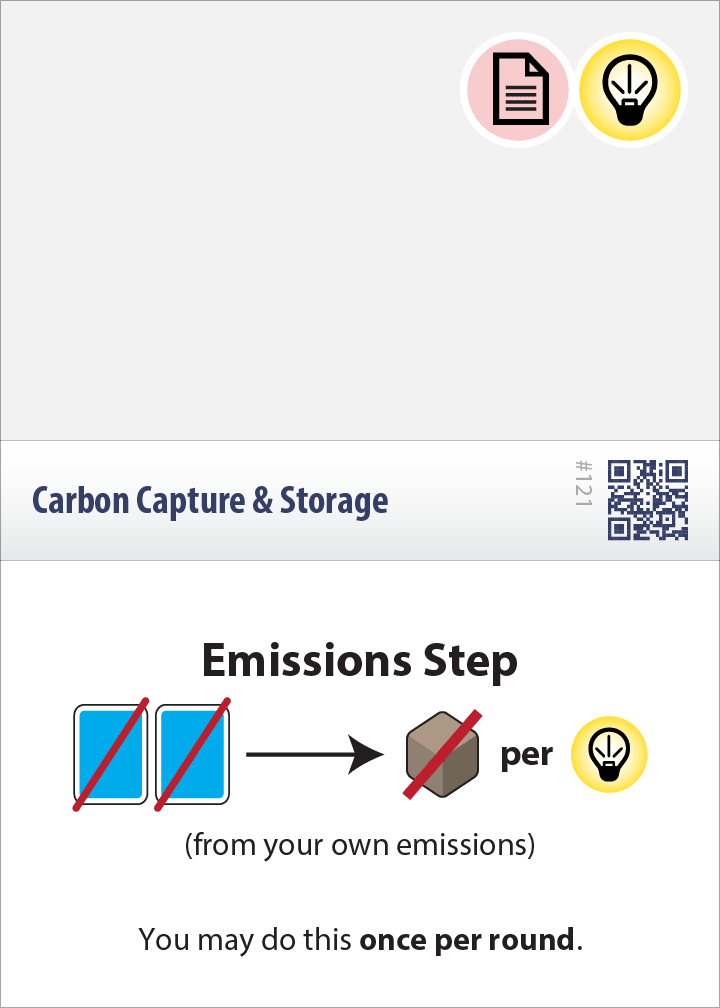 Carbon Capture & Storage
#121
Emissions Step
per
(from your own emissions)
You may do this once per round.